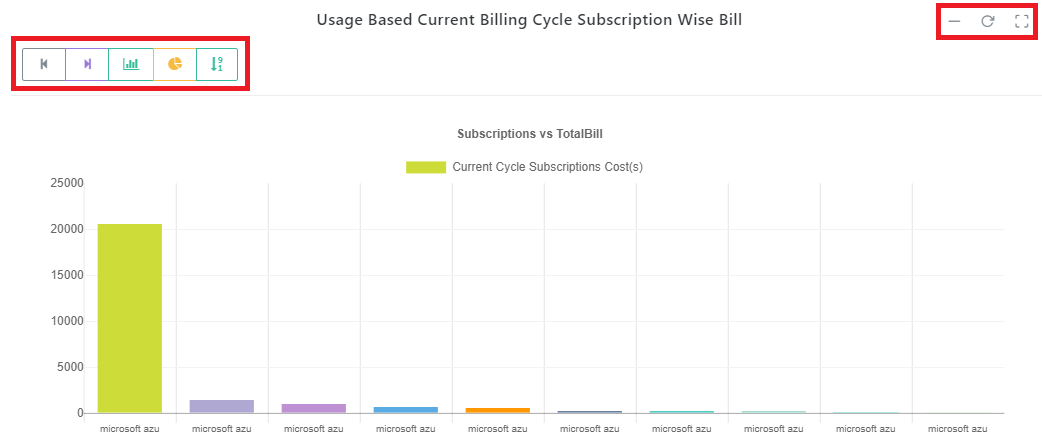 Usage Based Current Billing Cycle Subscription Wise Bill
9
1
Subscriptions vs TotalBill
Current Cycle Subscriptions Cost(s)
25000
20000
15000
10000
5000
0
microsoft azu microsoft azu microsoft azu microsoft azu microsoft azu microsoft azu microsoft azu microsoft azu microsoft azu microsoft azu